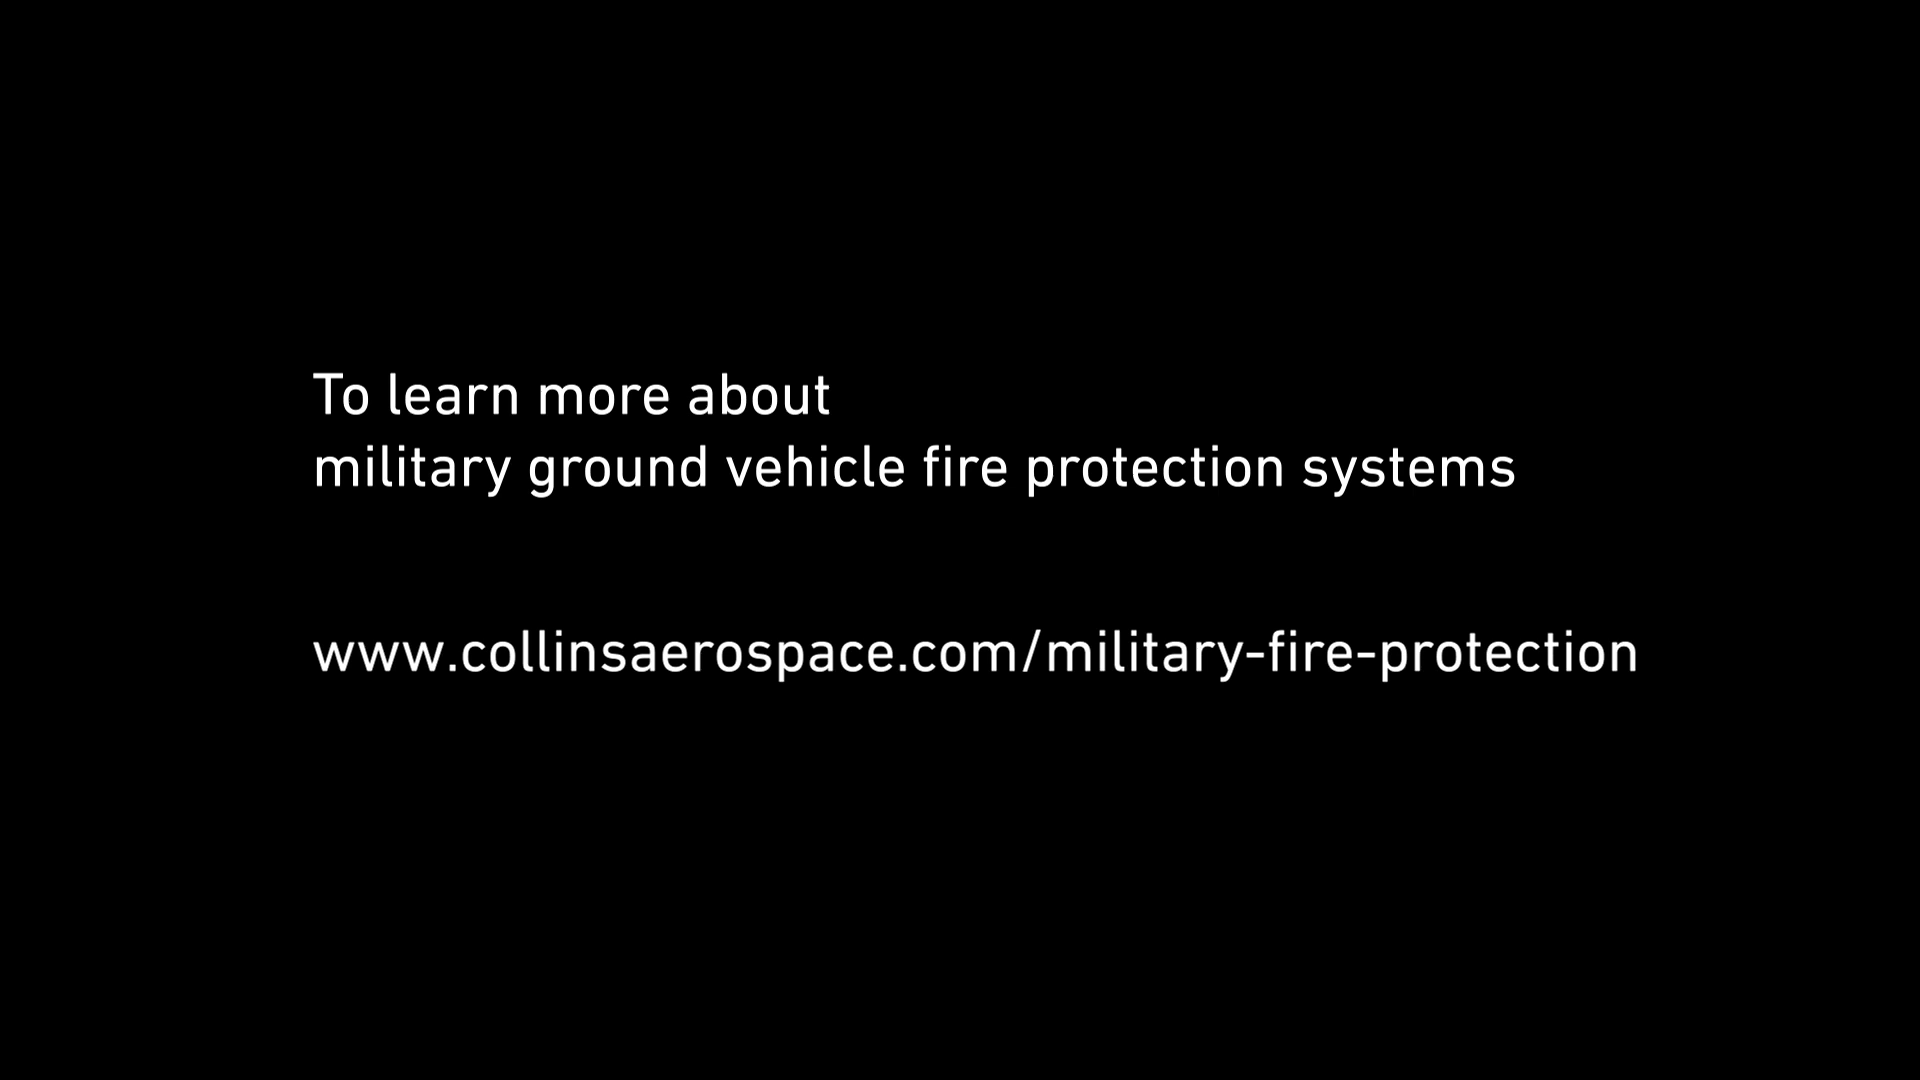 To learn more about
military ground vehicle fire protection systems
www.collinsaerospace.com/military-fire-protection